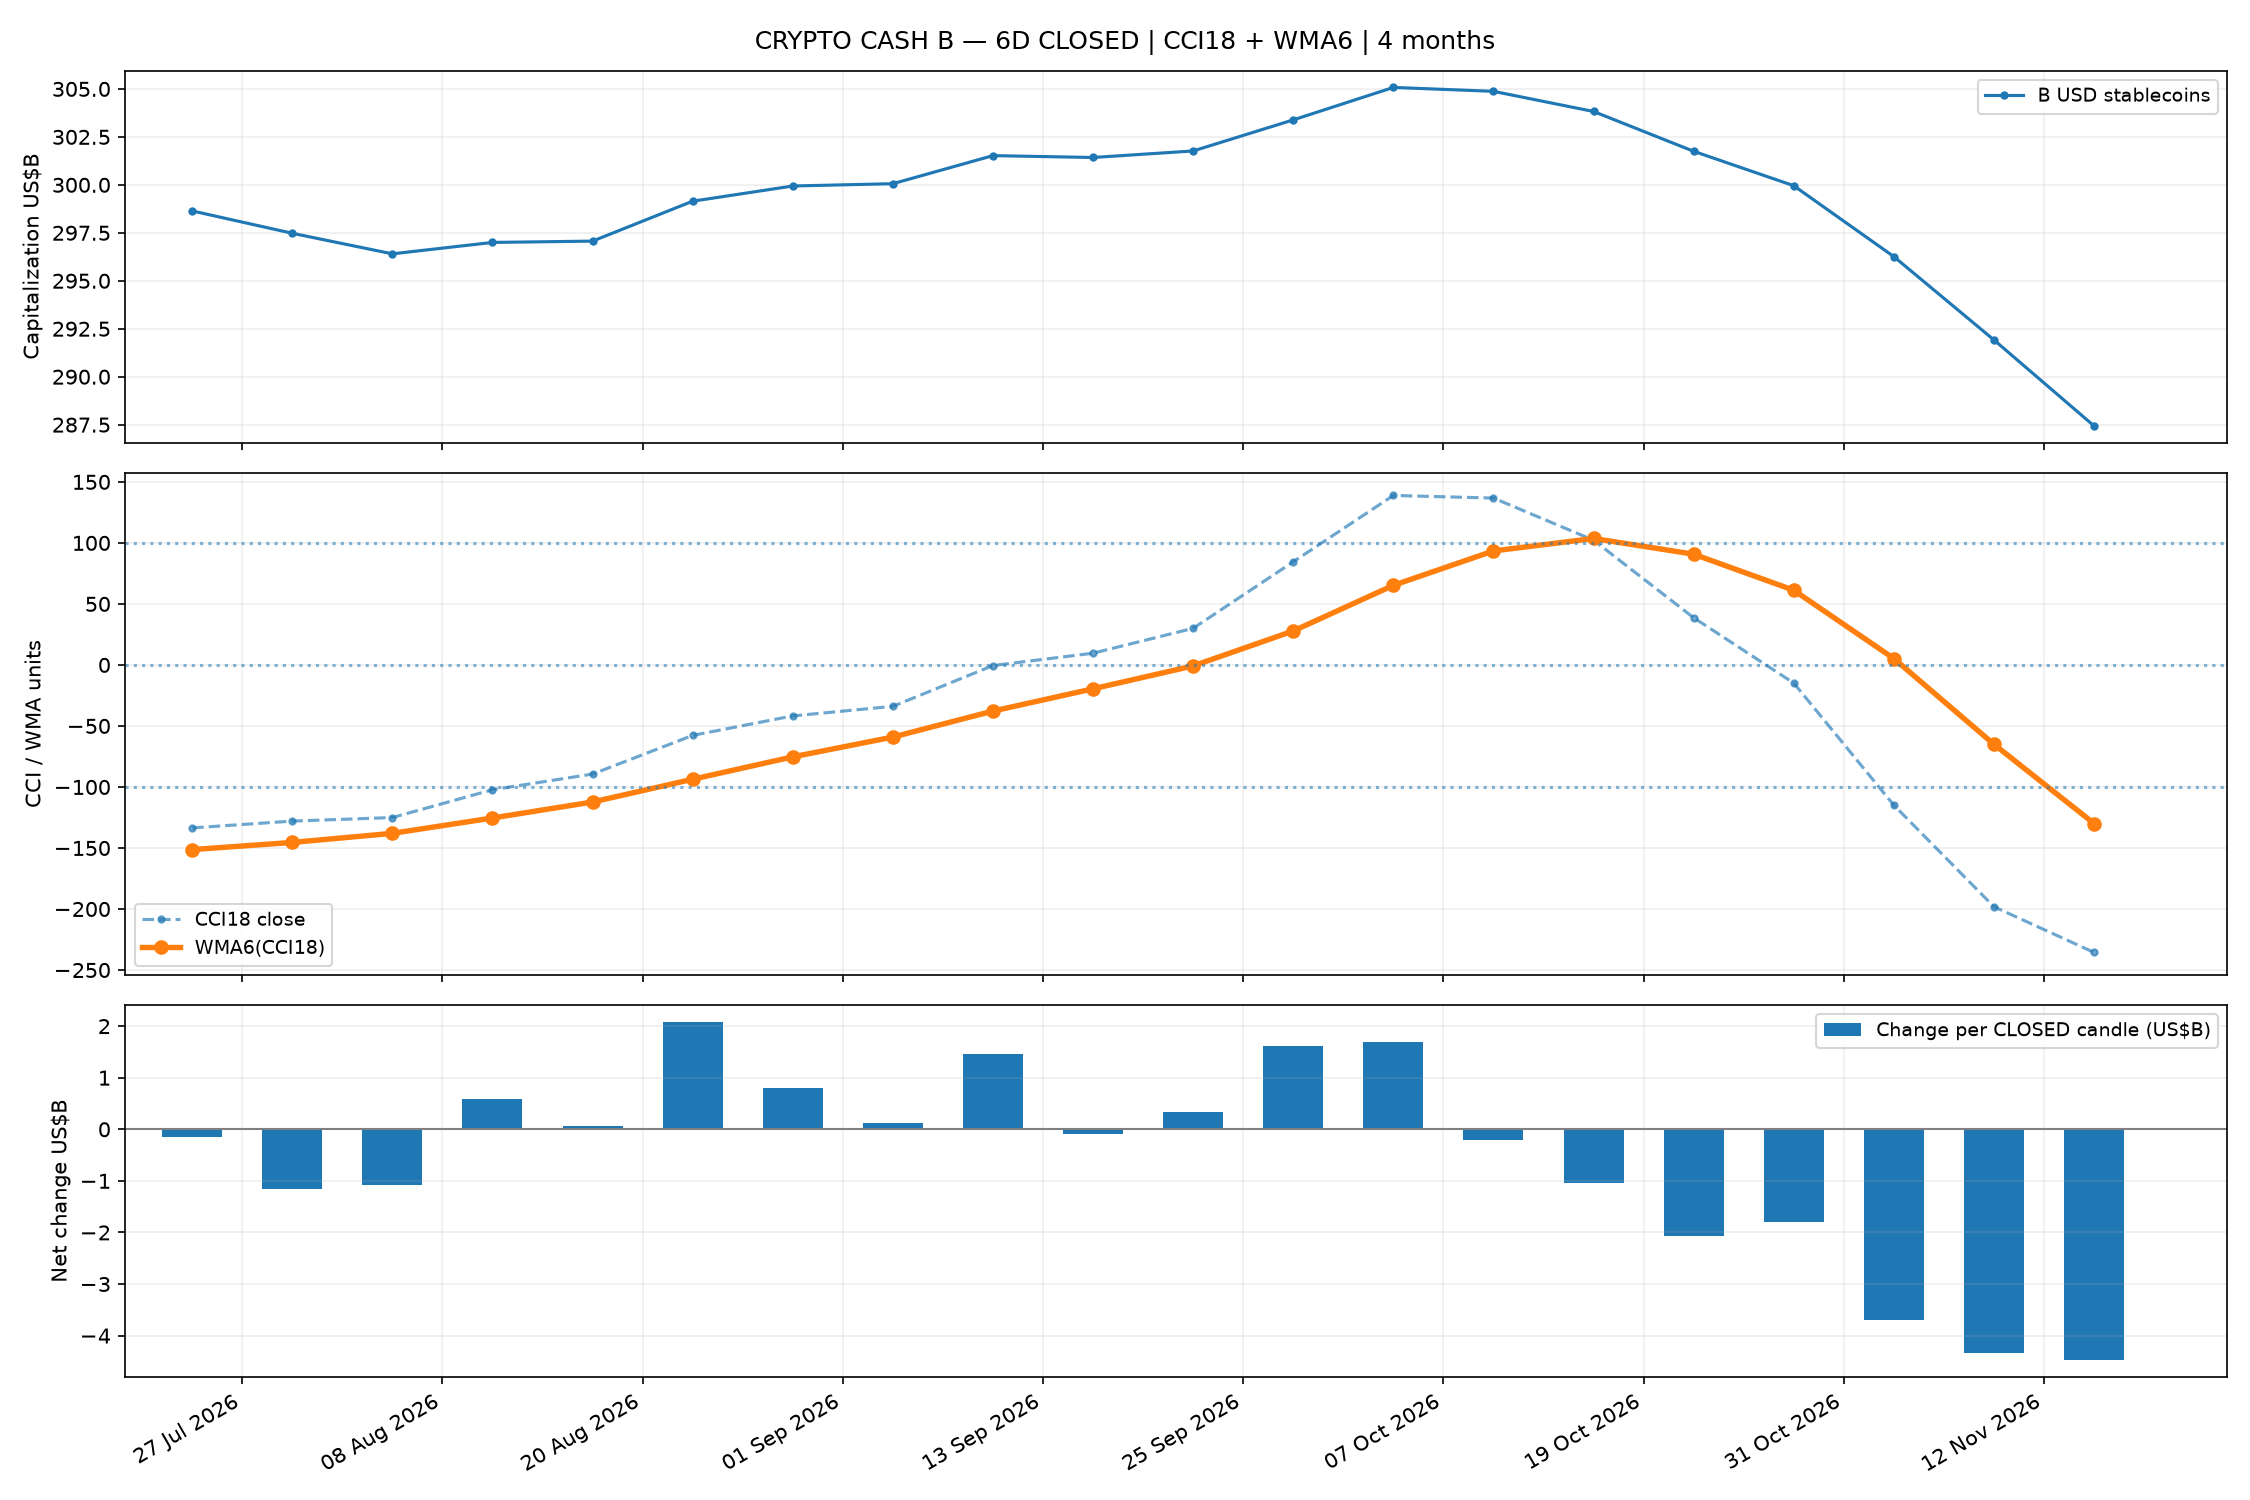 CRYPTO CASH B — 6D CLOSED | CCI18 + WMA6 | 4 months
Capitalization US$B
305.0
302.5
300.0
297.5
295.0
292.5
290.0
287.5
B USD stablecoins
CCI / WMA units
150
100
50
0
−50
−100
−150
−200
−250
CCI18 close
WMA6(CCI18)
Net change US$B
2
1
0
−1
−2
−3
−4
Change per CLOSED candle (US$B)
27 Jul 2026
08 Aug 2026
20 Aug 2026
01 Sep 2026
13 Sep 2026
25 Sep 2026
07 Oct 2026
19 Oct 2026
31 Oct 2026
12 Nov 2026